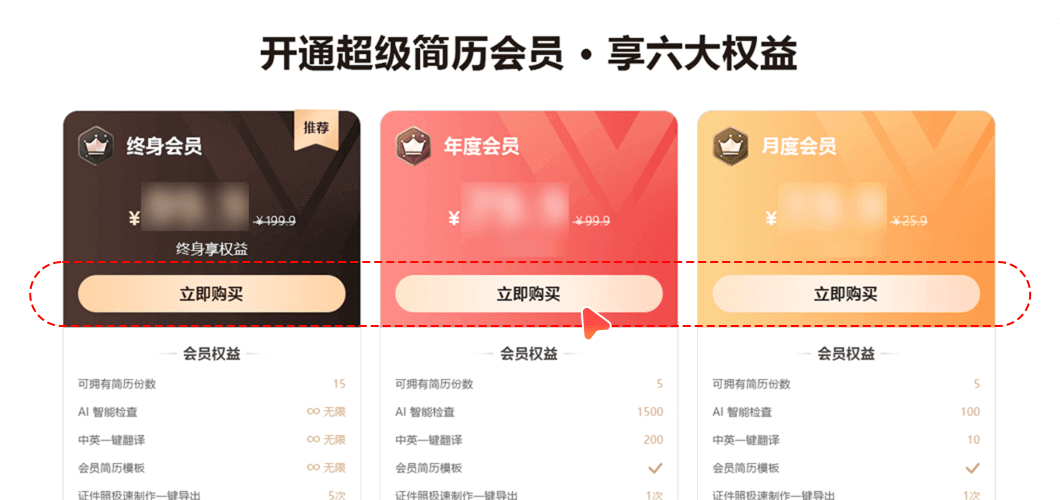 开通超级简历会员 · 享六大权益
推荐
终身会员
¥
¥199.9
终身享权益
立即购买
会员权益
可拥有简历份数 15
AI 智能检查 ∞ 无限
中英一键翻译 ∞ 无限
会员简历模板 ∞ 无限
证件照极速制作一键导出 5次
年度会员
¥
¥99.9
立即购买
会员权益
可拥有简历份数 5
AI 智能检查 1500
中英一键翻译 200
会员简历模板 ✓
证件照极速制作一键导出 1次
月度会员
¥
¥25.9
立即购买
会员权益
可拥有简历份数 5
AI 智能检查 100
中英一键翻译 10
会员简历模板 ✓
证件照极速制作一键导出 1次